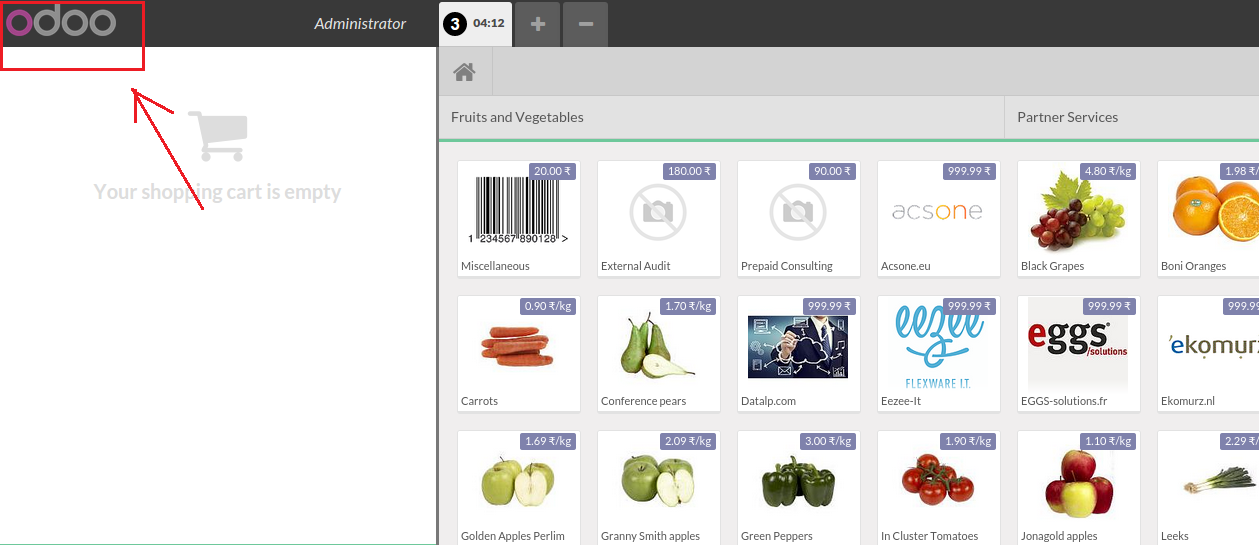 odoo
Administrator
3 04:12 + −
Fruits and Vegetables
Partner Services
Your shopping cart is empty
20.00 ₹
1 234567 890128 >
Miscellaneous
180.00 ₹
External Audit
90.00 ₹
Prepaid Consulting
999.99 ₹
acsone
Acsone.eu
4.80 ₹/kg
Black Grapes
1.98 ₹/
Boni Oranges
0.90 ₹/kg
Carrots
1.70 ₹/kg
Conference pears
999.99 ₹
Datalp.com
999.99 ₹
eezee
FLEXWARE I.T.
Eezee-It
999.99 ₹
eggs
/solutions
EGGS-solutions.fr
999.99
'ekomurz
Ekomurz.nl
1.69 ₹/kg
Golden Apples Perlim
2.09 ₹/kg
Granny Smith apples
3.00 ₹/kg
Green Peppers
1.90 ₹/kg
In Cluster Tomatoes
1.10 ₹/kg
Jonagold apples
2.29 ₹/
Leeks